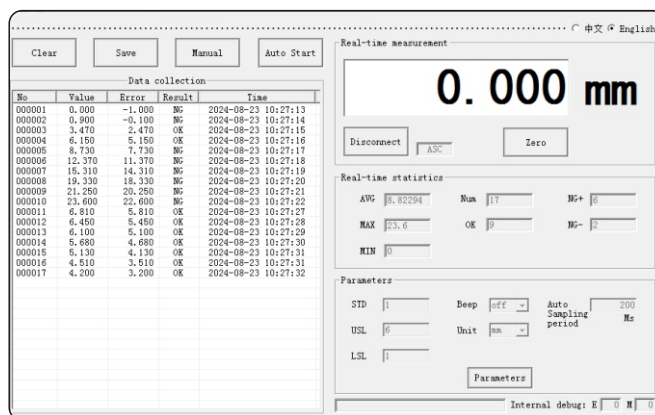 中文 English
Clear Save Manual Auto Start
Data collection
No Value Error Result Time
000001 0.000 -1.000 NG 2024-08-23 10:27:13
000002 0.900 -0.100 NG 2024-08-23 10:27:14
000003 3.470 2.470 OK 2024-08-23 10:27:15
000004 6.150 5.150 OK 2024-08-23 10:27:16
000005 8.730 7.730 NG 2024-08-23 10:27:17
000006 12.370 11.370 NG 2024-08-23 10:27:18
000007 15.310 14.310 NG 2024-08-23 10:27:19
000008 19.330 18.330 NG 2024-08-23 10:27:20
000009 21.250 20.250 NG 2024-08-23 10:27:21
000010 23.600 22.600 NG 2024-08-23 10:27:22
000011 6.810 5.810 OK 2024-08-23 10:27:27
000012 6.450 5.450 OK 2024-08-23 10:27:28
000013 6.100 5.100 OK 2024-08-23 10:27:29
000014 5.680 4.680 OK 2024-08-23 10:27:30
000015 5.130 4.130 OK 2024-08-23 10:27:31
000016 4.510 3.510 OK 2024-08-23 10:27:31
000017 4.200 3.200 OK 2024-08-23 10:27:32
Real-time measurement
0.000 mm
Disconnect ASC Zero
Real-time statistics
AVG 8.82294 Num 17 NG+ 6
MAX 23.6 OK 9 NG- 2
MIN 0
Parameters
STD 1 Beep off Auto Sampling period 200 Ms
USL 6 Unit mm
LSL 1
Parameters
Internal debug: E 0 M 0